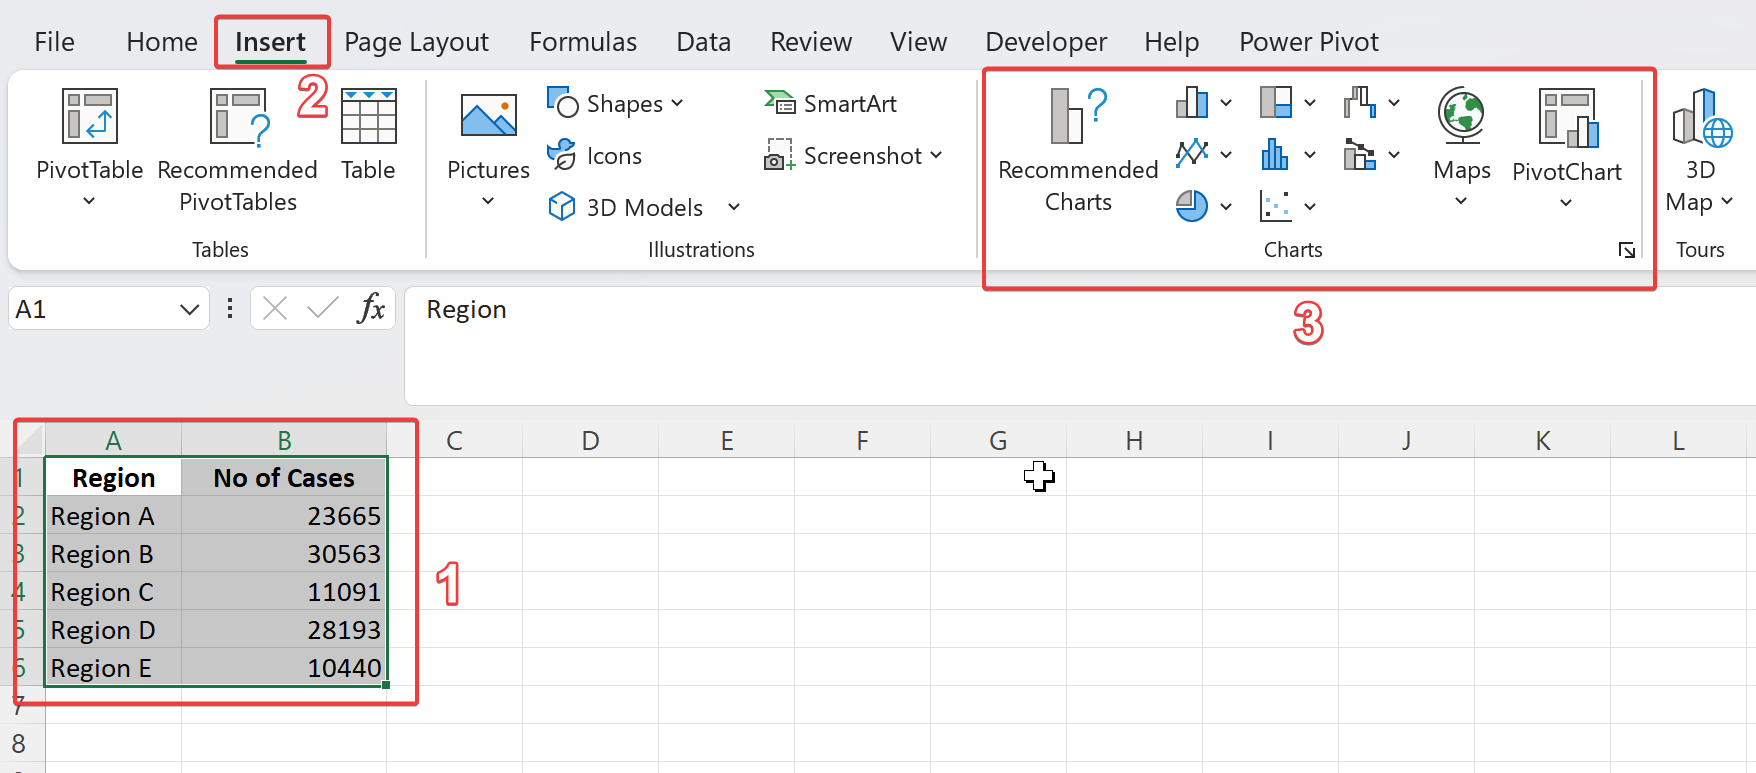 File Home Insert Page Layout Formulas Data Review View Developer Help Power Pivot
2
PivotTable
Recommended
PivotTables
Table
Tables
Pictures
Shapes
Icons
3D Models
SmartArt
Screenshot
Illustrations
Recommended
Charts
Maps
PivotChart
Charts
3D
Map
Tours
3
A1
fx
Region
A B C D E F G H I J K L
1 Region No of Cases
2 Region A 23665
3 Region B 30563
4 Region C 11091
5 Region D 28193
6 Region E 10440
7
8
1